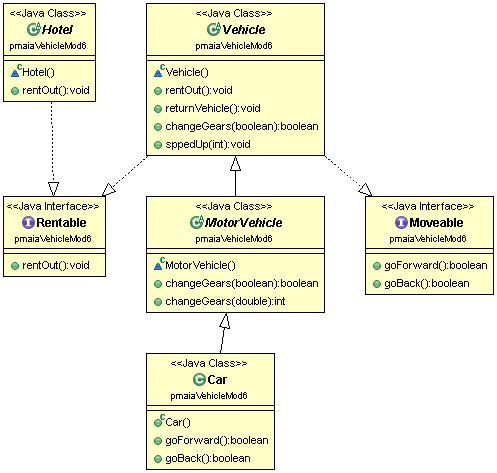 <<Java Class>>
Hotel
pmaiaVehicleMod6
Hotel()
rentOut():void
<<Java Class>>
Vehicle
pmaiaVehicleMod6
Vehicle()
rentOut():void
returnVehicle():void
changeGears(boolean):boolean
sppedUp(int):void
<<Java Interface>>
Rentable
pmaiaVehicleMod6
rentOut():void
<<Java Class>>
MotorVehicle
pmaiaVehicleMod6
MotorVehicle()
changeGears(boolean):boolean
changeGears(double):int
<<Java Interface>>
Moveable
pmaiaVehicleMod6
goForward():boolean
goBack():boolean
<<Java Class>>
Car
pmaiaVehicleMod6
Car()
goForward():boolean
goBack():boolean